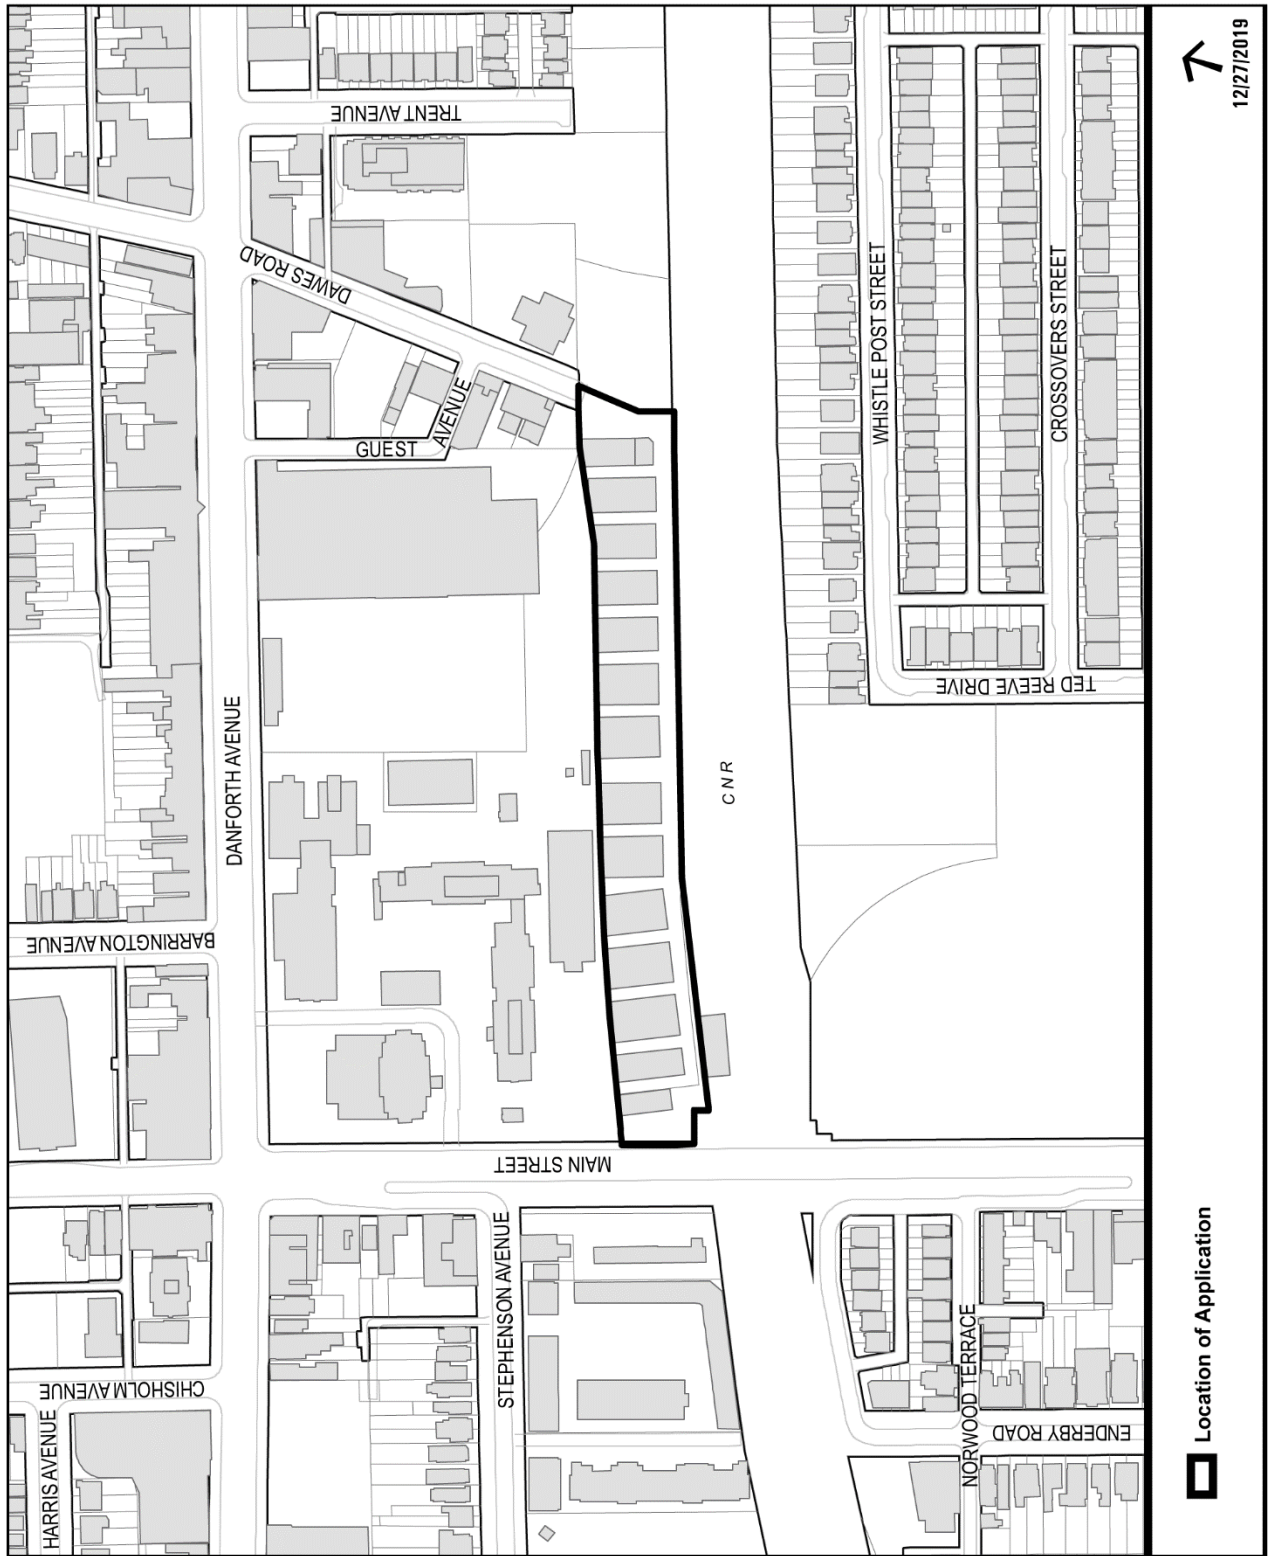 TRENT AVENUE
DAWES ROAD
GUEST
AVENUE
WHISTLE POST STREET
CROSSOVERS STREET
TED REEVE DRIVE
DANFORTH AVENUE
CNR
BARRINGTON AVENUE
MAIN STREET
STEPHENSON AVENUE
CHISHOLM AVENUE
HARRIS AVENUE
NORWOOD TERRACE
ENDERBY ROAD
Location of Application
12/27/2019